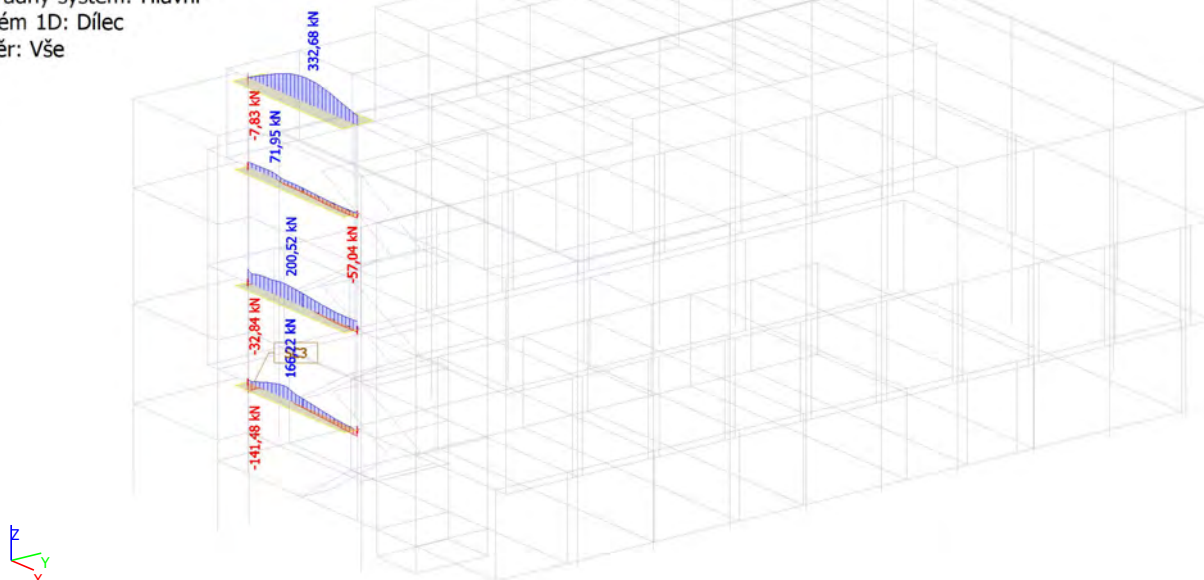 ém 1D: Dílec
ěr: Vše
332,68 kN
-7,83 kN
71,95 kN
-57,04 kN
200,52 kN
-32,84 kN
166,22 kN
-141,48 kN
Z
Y
X